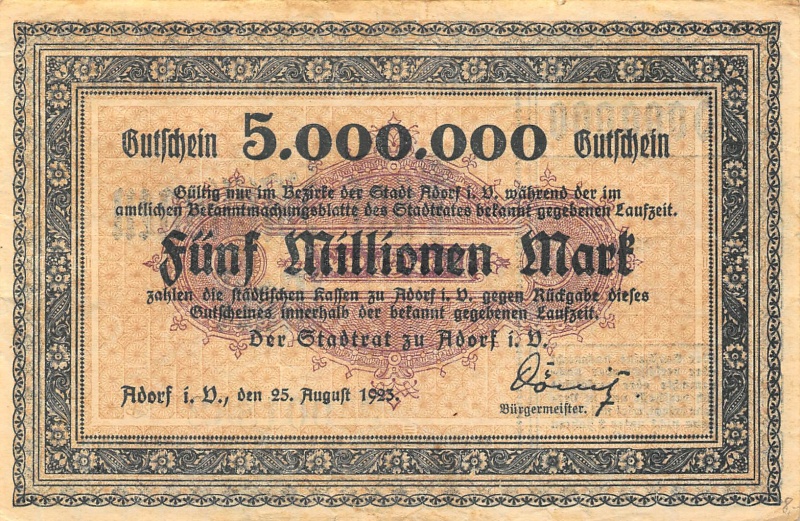 Gutschein 5.000.000 Gutschein
Gültig nur im Bezirke der Stadt Adorf i. V. während der im
amtlichen Bekanntmachungsblatte des Stadtrates bekannt gegebenen Laufzeit.
Fünf Millionen Mark
zahlen die städtischen Kassen zu Adorf i. V. gegen Rückgabe dieses
Gutscheines innerhalb der bekannt gegebenen Laufzeit.
Der Stadtrat zu Adorf i. V.
Adorf i. V., den 25. August 1923.
Bürgermeister.